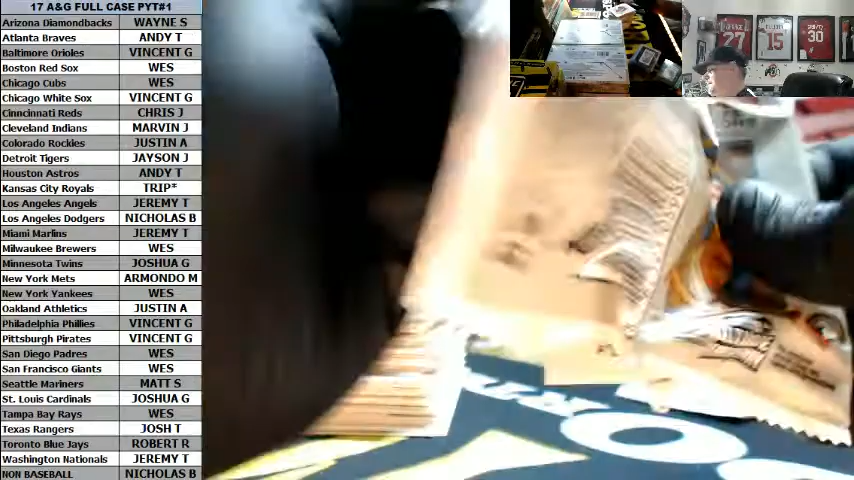 17 A&G FULL CASE PYT#1
Arizona Diamondbacks WAYNE S
Atlanta Braves ANDY T
Baltimore Orioles VINCENT G
Boston Red Sox WES
Chicago Cubs WES
Chicago White Sox VINCENT G
Cinncinnati Reds CHRIS J
Cleveland Indians MARVIN J
Colorado Rockies JUSTIN A
Detroit Tigers JAYSON J
Houston Astros ANDY T
Kansas City Royals TRIP*
Los Angeles Angels JEREMY T
Los Angeles Dodgers NICHOLAS B
Miami Marlins JEREMY T
Milwaukee Brewers WES
Minnesota Twins JOSHUA G
New York Mets ARMONDO M
New York Yankees WES
Oakland Athletics JUSTIN A
Philadelphia Phillies VINCENT G
Pittsburgh Pirates VINCENT G
San Diego Padres WES
San Francisco Giants WES
Seattle Mariners MATT S
St. Louis Cardinals JOSHUA G
Tampa Bay Rays WES
Texas Rangers JOSH T
Toronto Blue Jays ROBERT R
Washington Nationals JEREMY T
NON BASEBALL NICHOLAS B
27
15
30